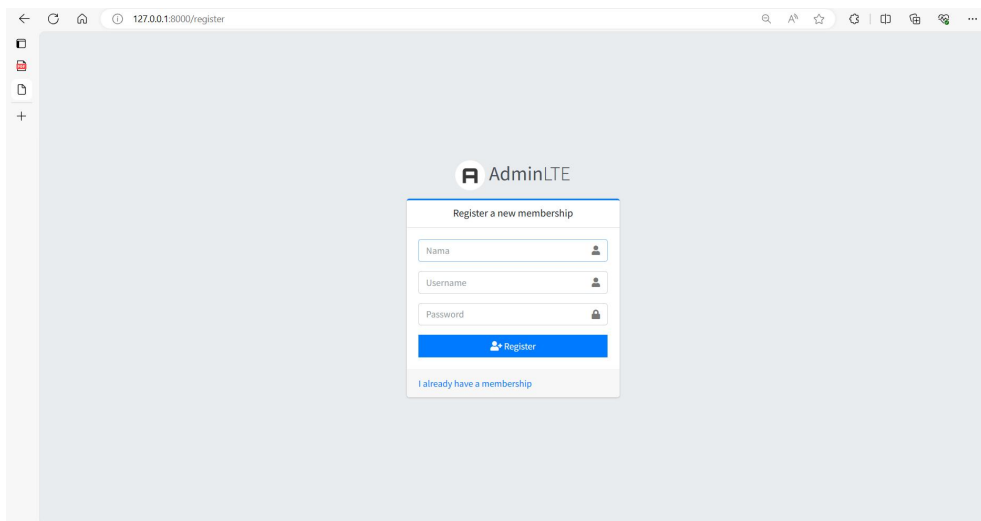 127.0.0.1:8000/register
AdminLTE
Register a new membership
Nama
Username
Password
Register
I already have a membership